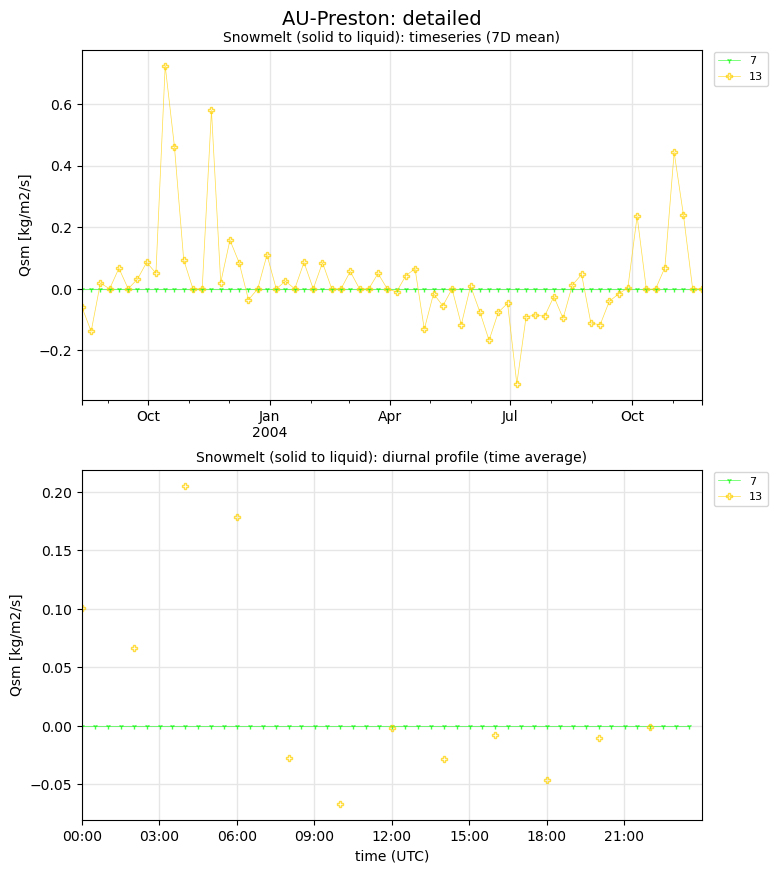 AU-Preston: detailed
Snowmelt (solid to liquid): timeseries (7D mean)
7
13
0.6
0.4
0.2
0.0
−0.2
Qsm [kg/m2/s]
Oct
Jan
2004
Apr
Jul
Oct
Snowmelt (solid to liquid): diurnal profile (time average)
7
13
0.20
0.15
0.10
0.05
0.00
−0.05
Qsm [kg/m2/s]
00:00
03:00
06:00
09:00
12:00
15:00
18:00
21:00
time (UTC)